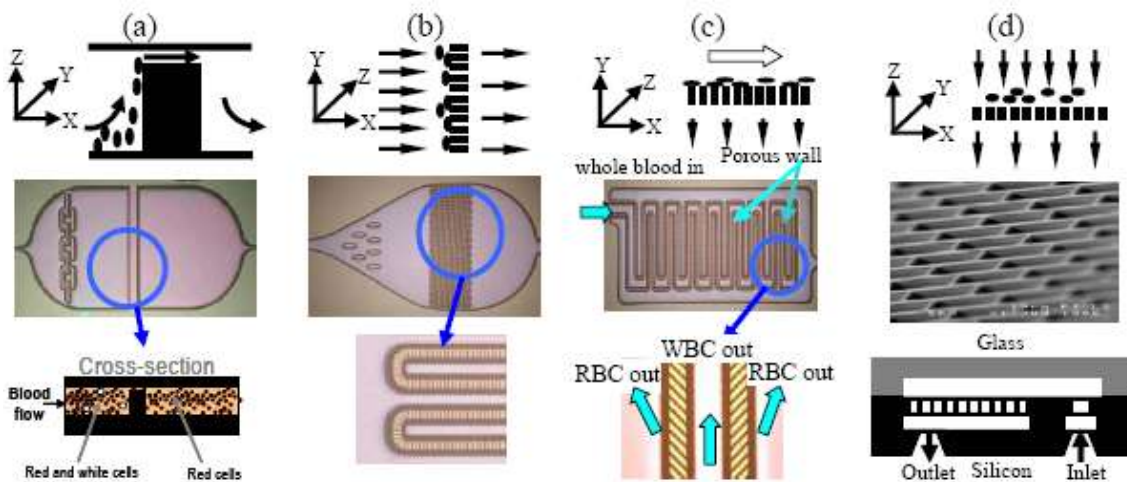 (a)
(b)
(c)
(d)
Z
Y
X
Y
Z
X
Y
Z
X
Z
Y
X
whole blood in
Porous wall
Glass
Cross-section
Blood
flow
Red and white cells
Red cells
WBC out
RBC out
RBC out
Outlet
Silicon
Inlet